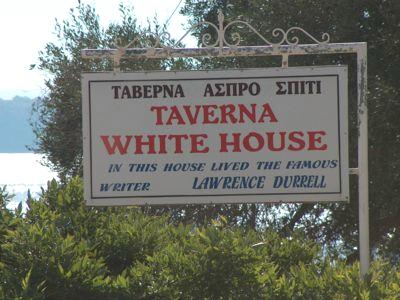 ΤΑΒΕΡΝΑ ΑΣΠΡΟ ΣΠΙΤΙ
TAVERNA
WHITE HOUSE
IN THIS HOUSE LIVED THE FAMOUS
WRITER LAWRENCE DURRELL